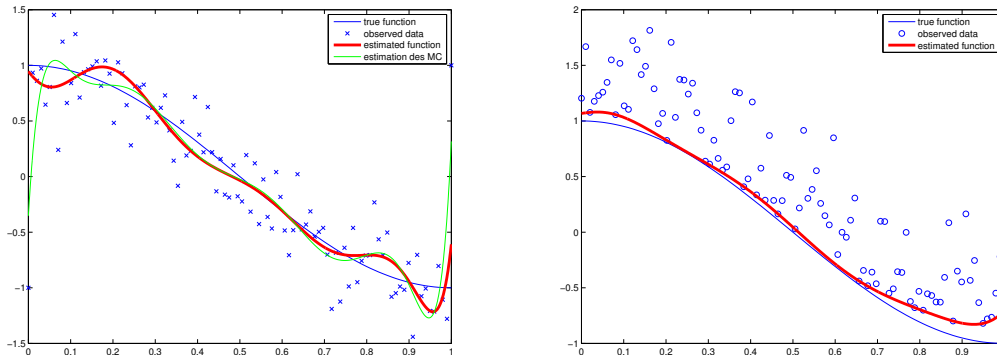 1.5
1
0.5
0
−0.5
−1
−1.5
0 0.1 0.2 0.3 0.4 0.5 0.6 0.7 0.8 0.9 1
true function
observed data
estimated function
estimation des MC
2
1.5
1
0.5
0
−0.5
−1
0 0.1 0.2 0.3 0.4 0.5 0.6 0.7 0.8 0.9
true function
observed data
estimated function